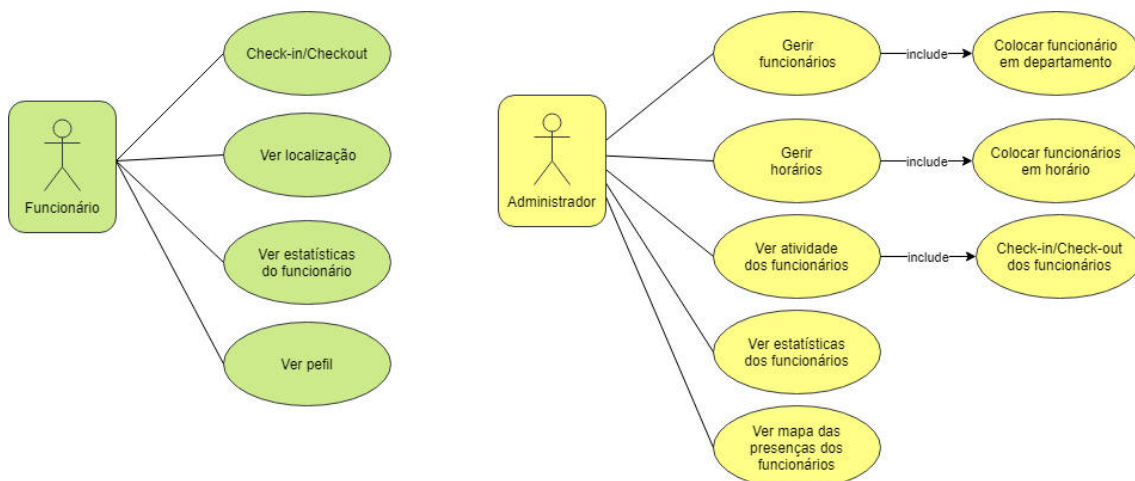 Check-in/Checkout
Ver localização
Funcionário
Ver estatísticas
do funcionário
Ver pefil
Gerir
funcionários
include
Colocar funcionário
em departamento
Gerir
horários
include
Colocar funcionários
em horário
Administrador
Ver atividade
dos funcionários
include
Check-in/Check-out
dos funcionários
Ver estatísticas
dos funcionários
Ver mapa das
presenças dos
funcionários